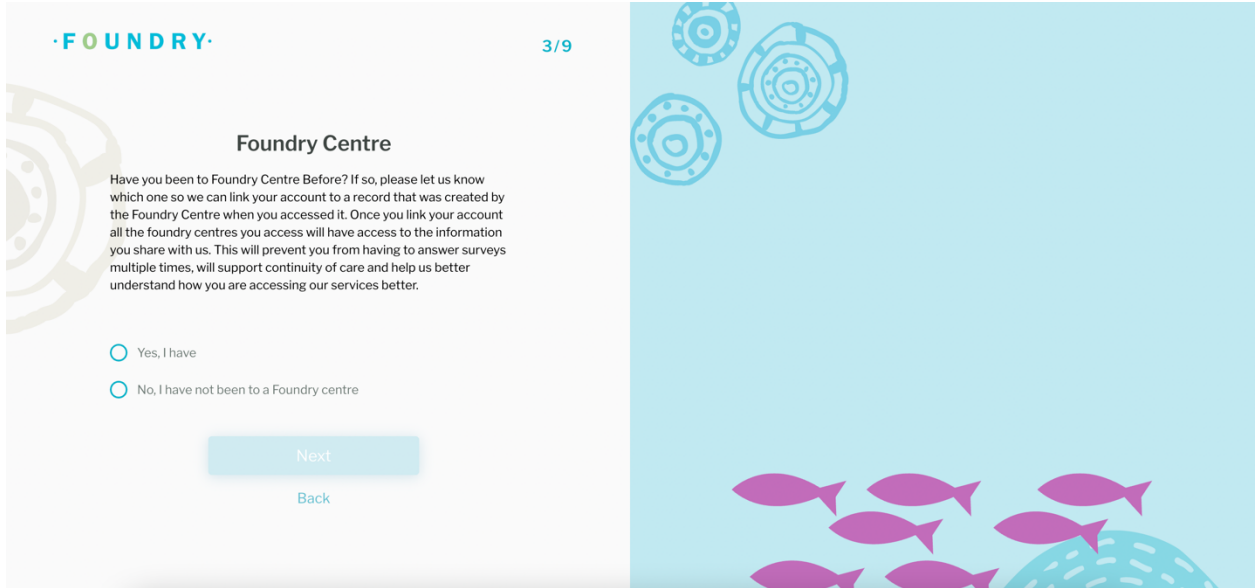 ·FOUNDRY·
3/9
Foundry Centre
Have you been to Foundry Centre Before? If so, please let us know
which one so we can link your account to a record that was created by
the Foundry Centre when you accessed it. Once you link your account
all the foundry centres you access will have access to the information
you share with us. This will prevent you from having to answer surveys
multiple times, will support continuity of care and help us better
understand how you are accessing our services better.
Yes, I have
No, I have not been to a Foundry centre
Next
Back